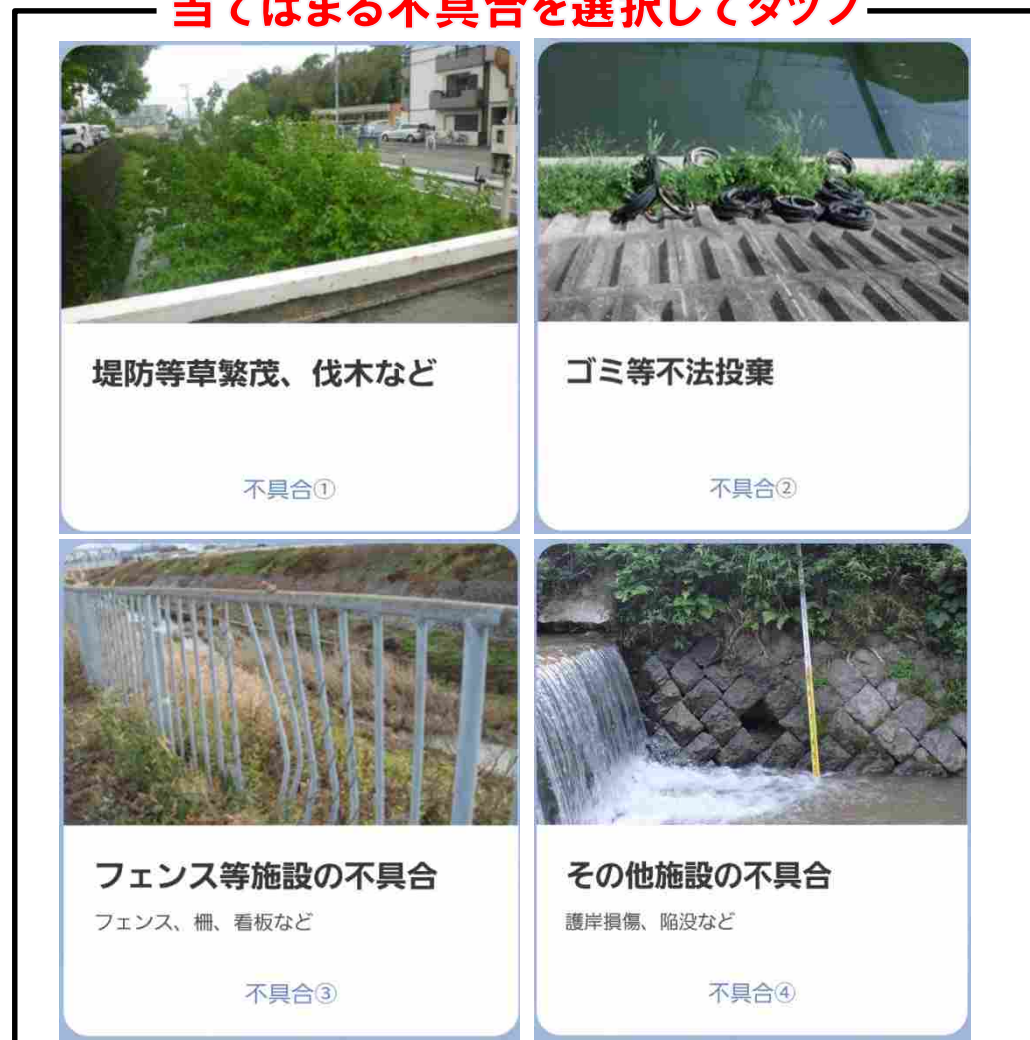 当てはまる不具合を選択してタップ
堤防等草繁茂、伐木など
不具合①
ゴミ等不法投棄
不具合②
フェンス等施設の不具合
フェンス、柵、看板など
不具合③
その他施設の不具合
護岸損傷、陥没など
不具合④